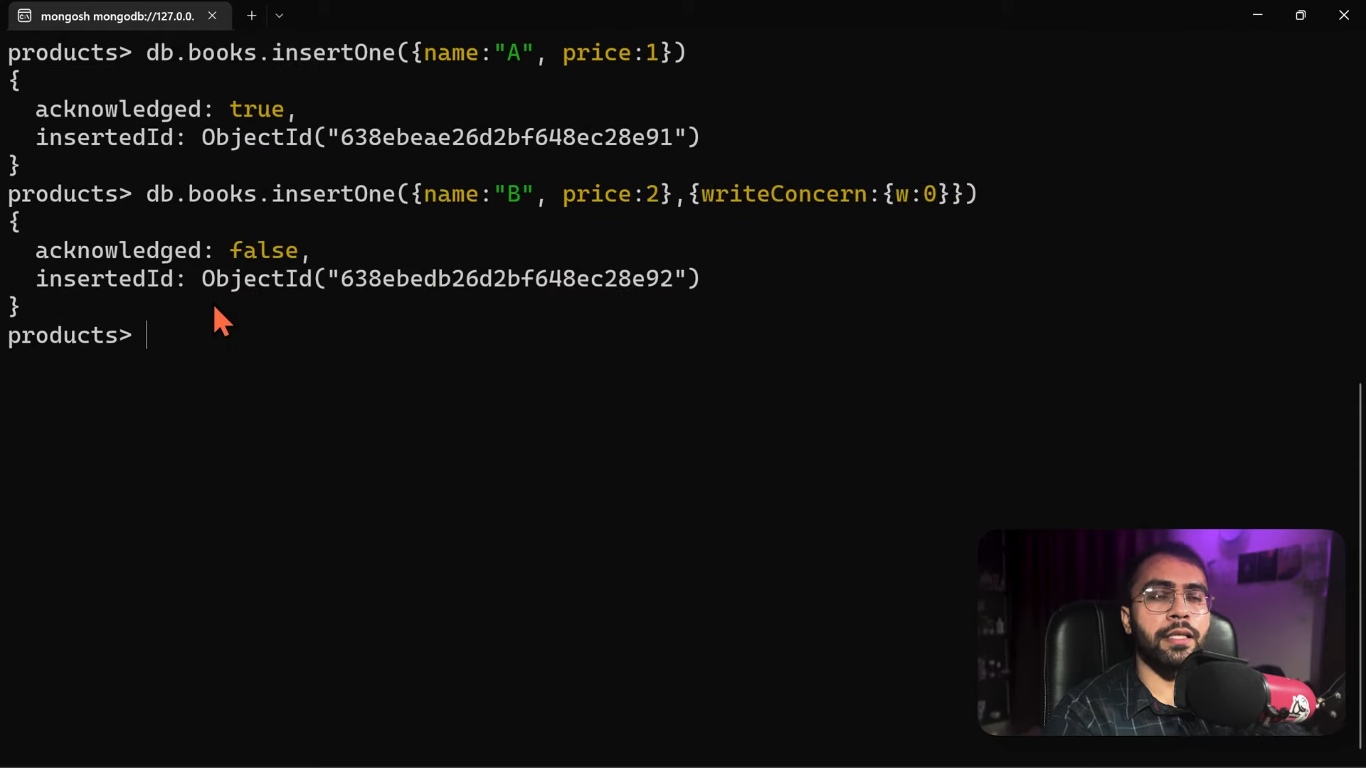 mongosh mongodb://127.0.0.
products> db.books.insertOne({name:"A", price:1})
{
  acknowledged: true,
  insertedId: ObjectId("638ebeae26d2bf648ec28e91")
}
products> db.books.insertOne({name:"B", price:2},{writeConcern:{w:0}})
{
  acknowledged: false,
  insertedId: ObjectId("638ebedb26d2bf648ec28e92")
}
products>